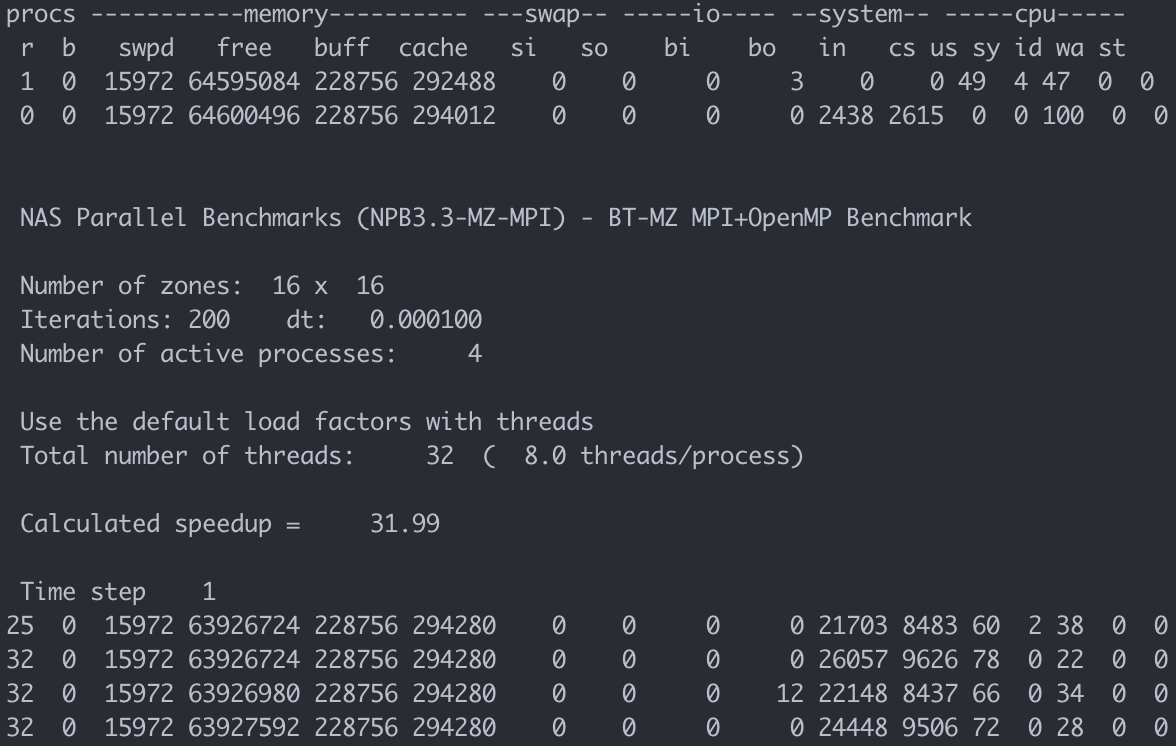 procs -----------memory---------- ---swap-- -----io---- --system-- -----cpu-----
 r  b   swpd   free   buff  cache   si   so    bi    bo   in   cs us sy id wa st
 1  0  15972 64595084 228756 292488    0    0     0     3    0    0 49  4 47  0  0
 0  0  15972 64600496 228756 294012    0    0     0     0 2438 2615  0  0 100  0  0
 NAS Parallel Benchmarks (NPB3.3-MZ-MPI) - BT-MZ MPI+OpenMP Benchmark
 Number of zones:  16 x  16
 Iterations: 200    dt:   0.000100
 Number of active processes:     4
 Use the default load factors with threads
 Total number of threads:     32  (  8.0 threads/process)
 Calculated speedup =     31.99
 Time step    1
25  0  15972 63926724 228756 294280    0    0     0     0 21703 8483 60  2 38  0  0
32  0  15972 63926724 228756 294280    0    0     0     0 26057 9626 78  0 22  0  0
32  0  15972 63926980 228756 294280    0    0     0    12 22148 8437 66  0 34  0  0
32  0  15972 63927592 228756 294280    0    0     0     0 24448 9506 72  0 28  0  0